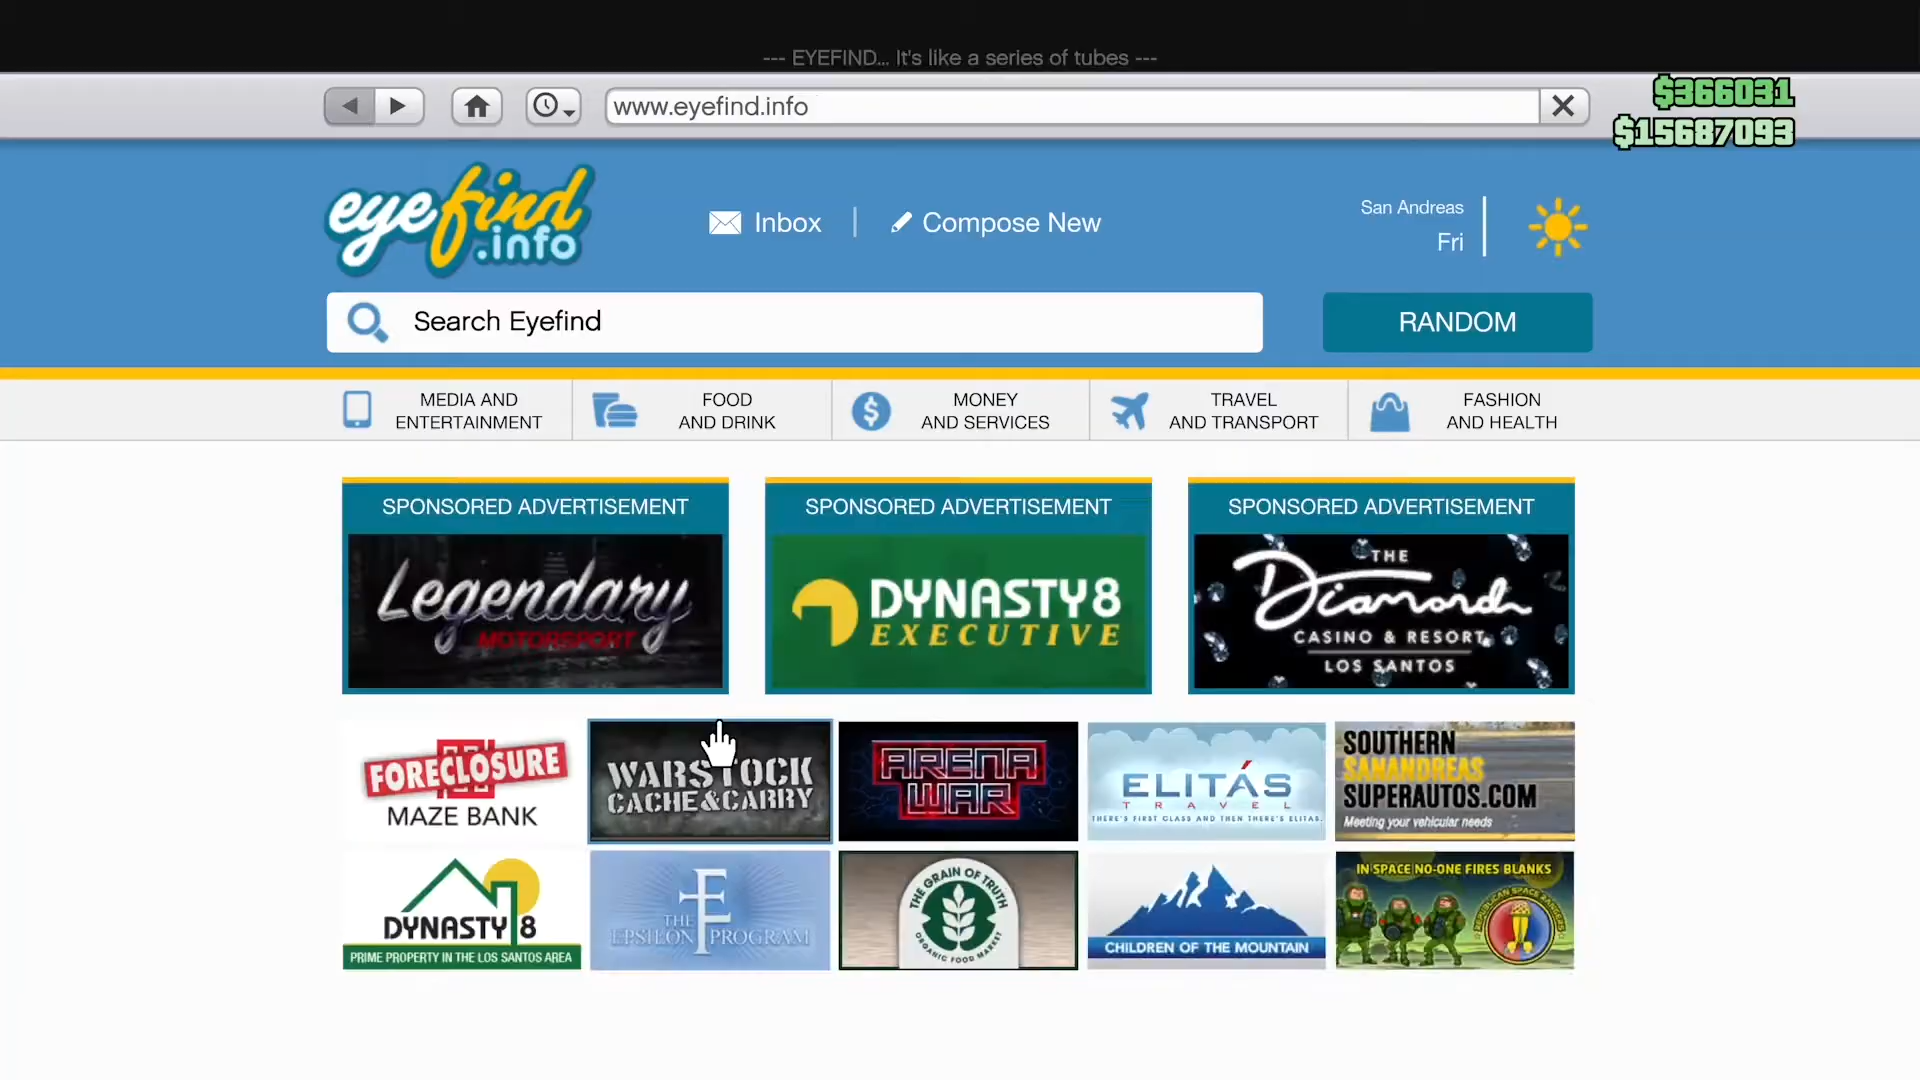 --- EYEFIND... It's like a series of tubes ---
www.eyefind.info
$366031
$15687093
eyefind
.info
Inbox
Compose New
San Andreas
Fri
Search Eyefind
RANDOM
MEDIA AND
ENTERTAINMENT
FOOD
AND DRINK
MONEY
AND SERVICES
TRAVEL
AND TRANSPORT
FASHION
AND HEALTH
SPONSORED ADVERTISEMENT
Legendary
MOTORSPORT
SPONSORED ADVERTISEMENT
DYNASTY8
EXECUTIVE
SPONSORED ADVERTISEMENT
THE
Diamond
CASINO & RESORT
LOS SANTOS
FORECLOSURE
MAZE BANK
WARSTOCK
CACHE&CARRY
ARENA
WAR
ELITÁS
TRAVEL
THERE'S FIRST CLASS AND THEN THERE'S ELITAS.
SOUTHERN
SANANDREAS
SUPERAUTOS.COM
Meeting your vehicular needs
DYNASTY 8
PRIME PROPERTY IN THE LOS SANTOS AREA
THE
EPSILON PROGRAM
THE GRAIN OF TRUTH
ORGANIC FOOD MARKET
CHILDREN OF THE MOUNTAIN
IN SPACE NO-ONE FIRES BLANKS
REPUBLICAN SPACE RANGERS